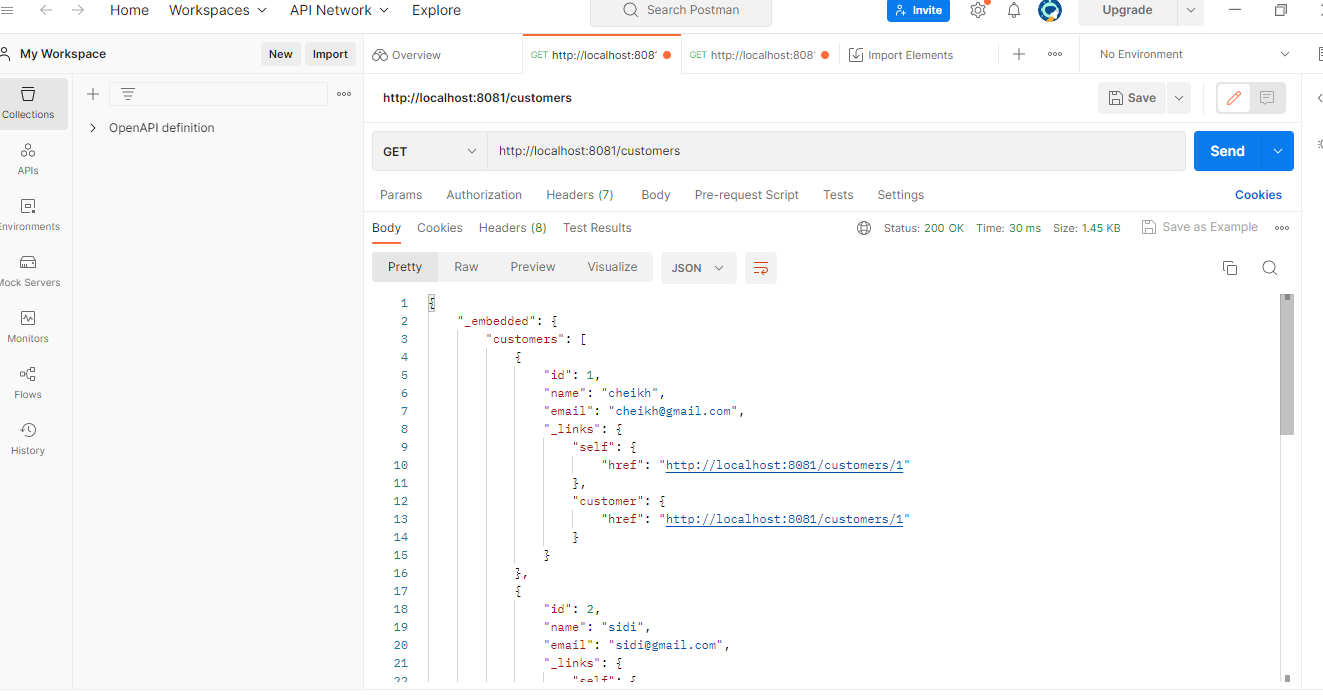 Home Workspaces API Network Explore Search Postman Invite Upgrade
My Workspace New Import Overview GET http://localhost:808 GET http://localhost:808 Import Elements No Environment
Collections
APIs
Environments
Mock Servers
Monitors
Flows
History
OpenAPI definition
http://localhost:8081/customers Save
GET http://localhost:8081/customers Send
Params Authorization Headers (7) Body Pre-request Script Tests Settings Cookies
Body Cookies Headers (8) Test Results Status: 200 OK Time: 30 ms Size: 1.45 KB Save as Example
Pretty Raw Preview Visualize JSON
1 {
2 "_embedded": {
3 "customers": [
4 {
5 "id": 1,
6 "name": "cheikh",
7 "email": "cheikh@gmail.com",
8 "_links": {
9 "self": {
10 "href": "http://localhost:8081/customers/1"
11 },
12 "customer": {
13 "href": "http://localhost:8081/customers/1"
14 }
15 }
16 },
17 {
18 "id": 2,
19 "name": "sidi",
20 "email": "sidi@gmail.com",
21 "_links": {
22 "self": {